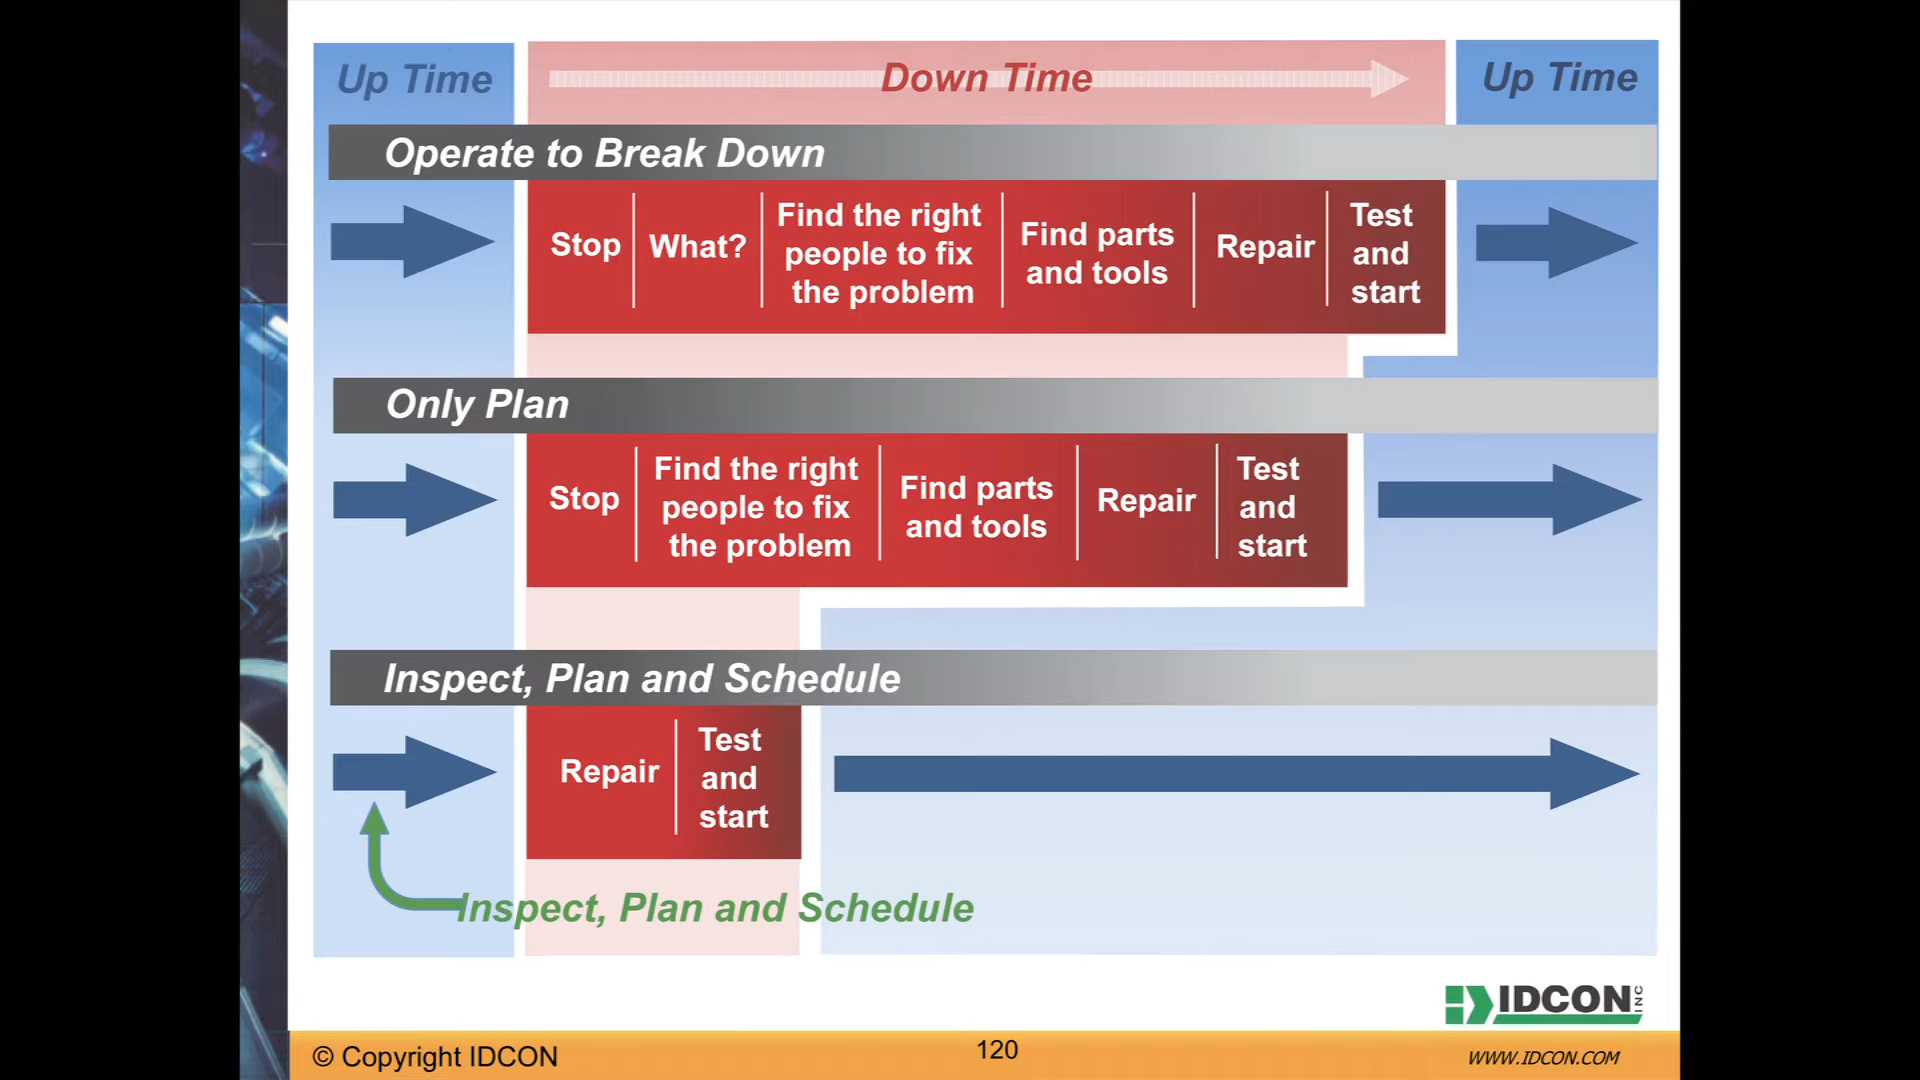 Up Time
Down Time
Up Time
Operate to Break Down
Stop
What?
Find the right
people to fix
the problem
Find parts
and tools
Repair
Test
and
start
Only Plan
Stop
Find the right
people to fix
the problem
Find parts
and tools
Repair
Test
and
start
Inspect, Plan and Schedule
Repair
Test
and
start
Inspect, Plan and Schedule
IDCON INC
© Copyright IDCON
120
WWW.IDCON.COM